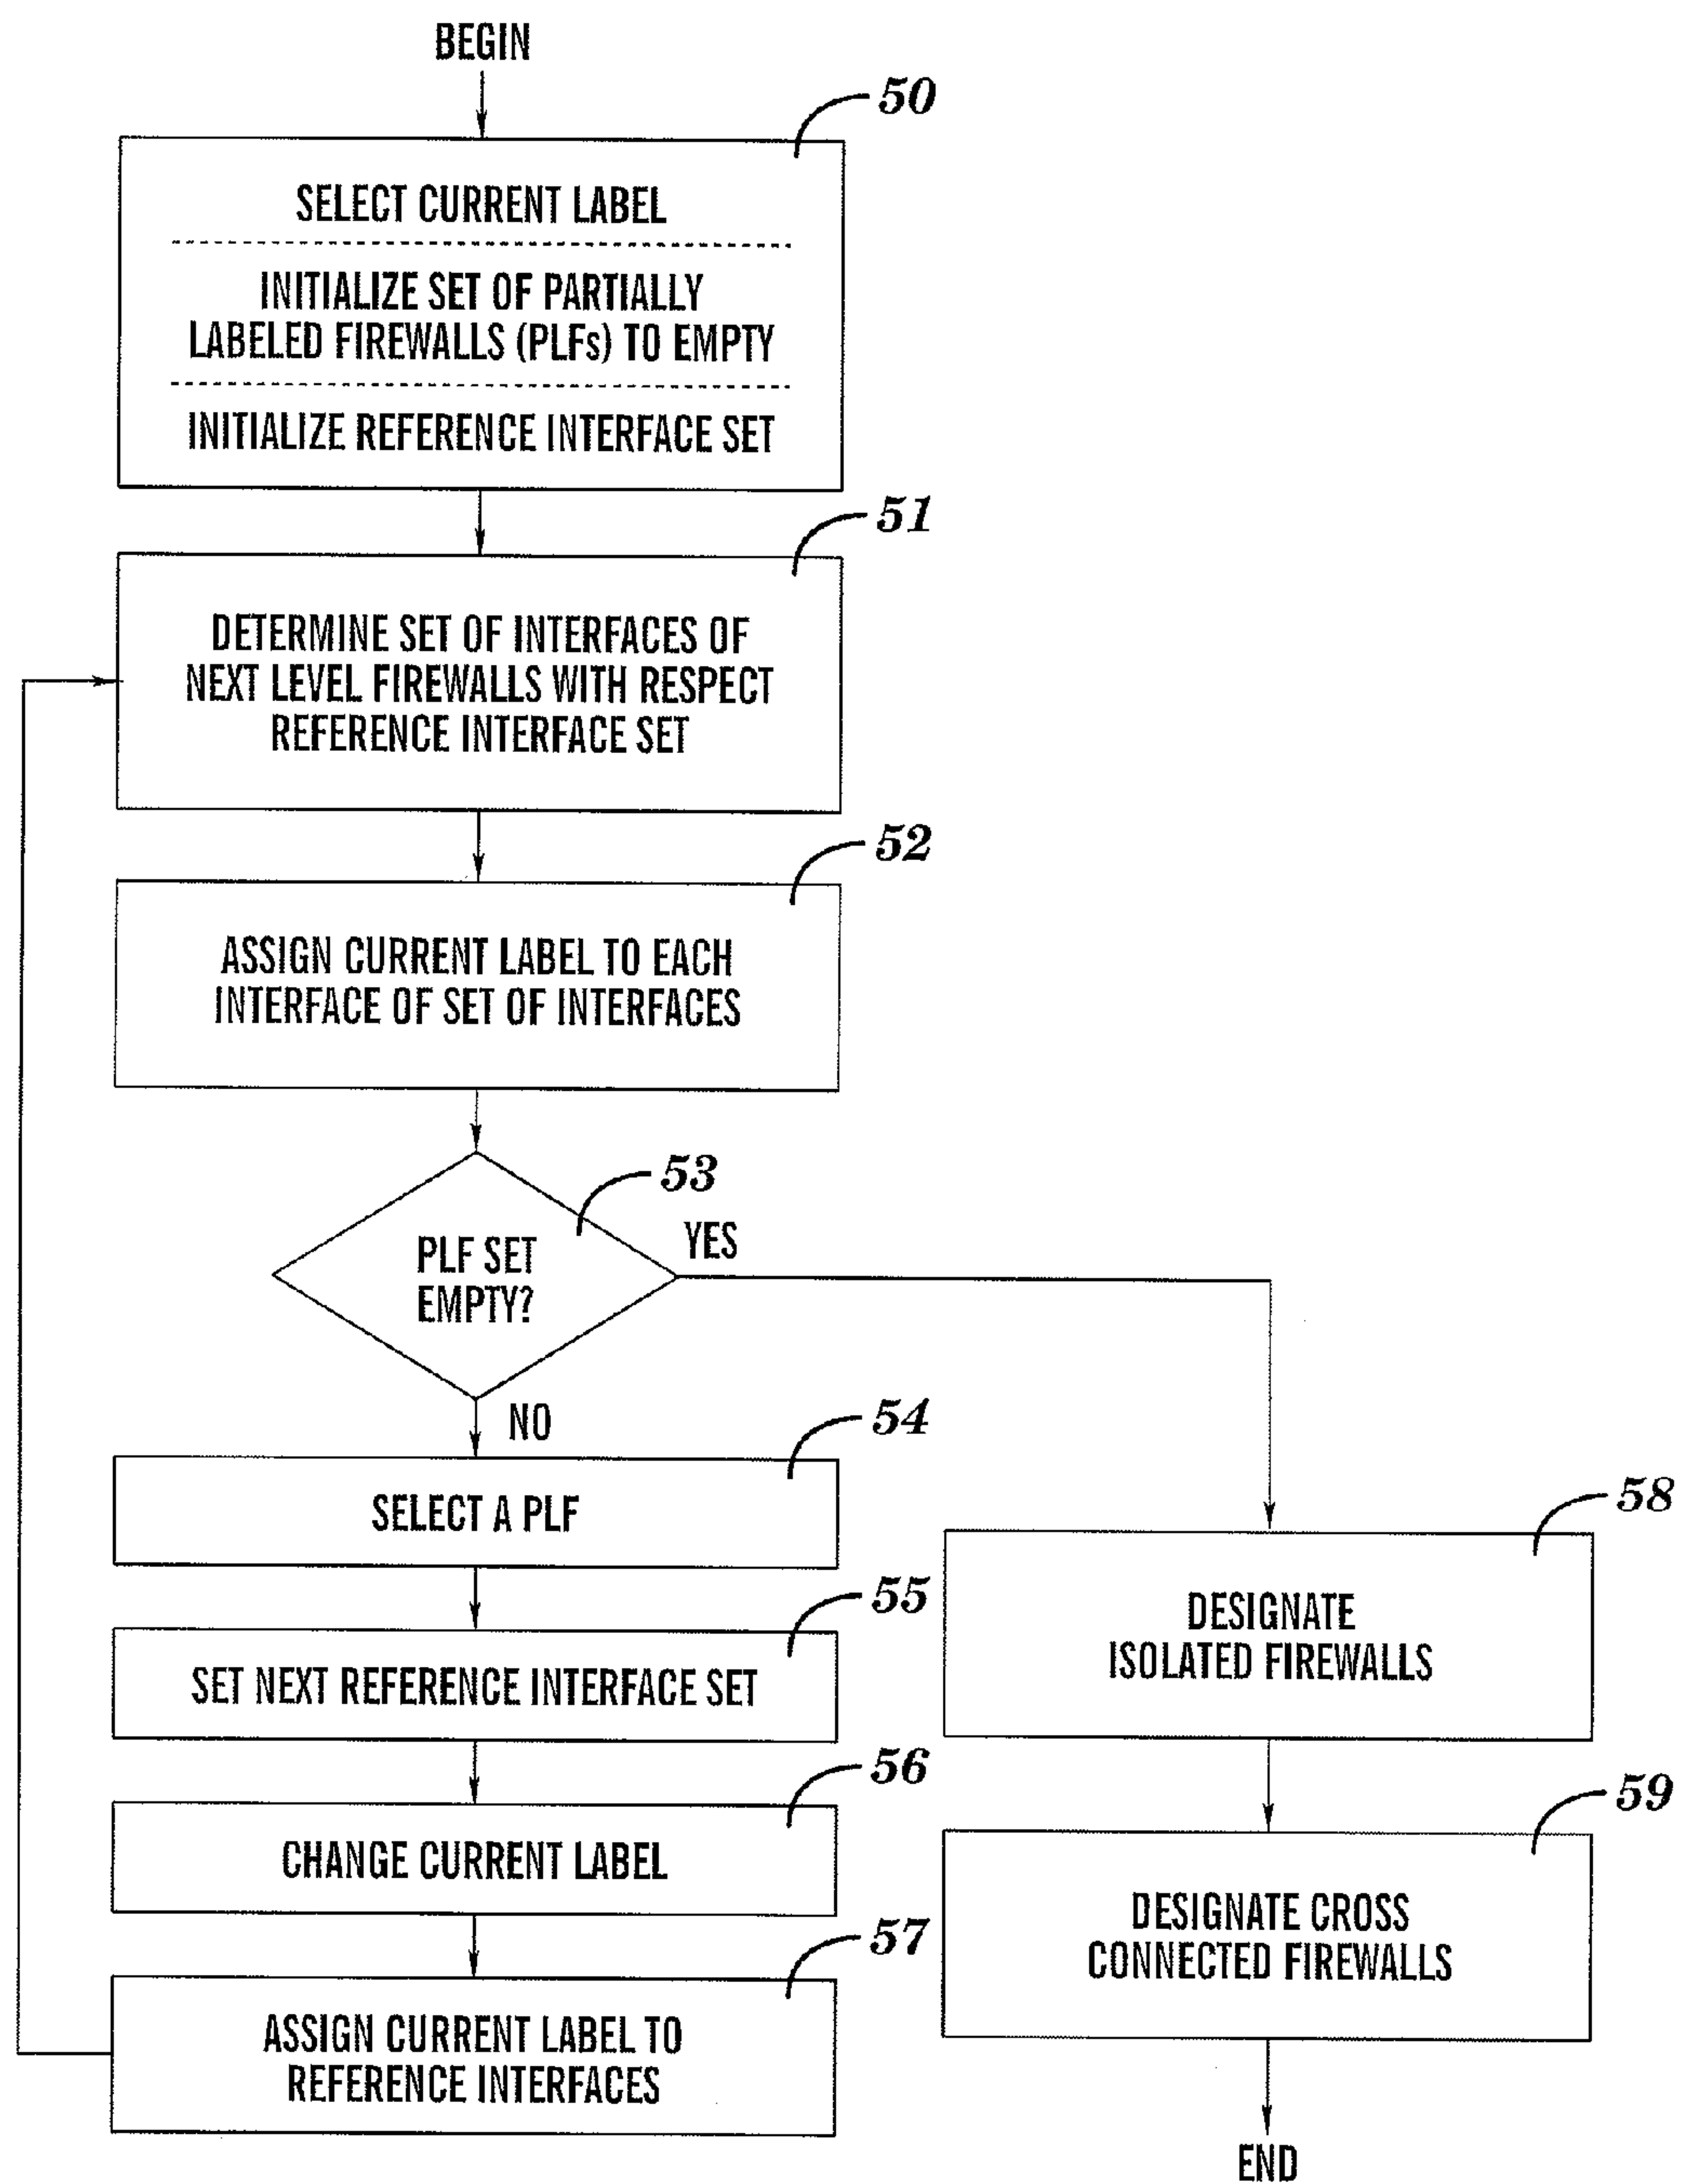 BEGIN
50
SELECT CURRENT LABEL
INITIALIZE SET OF PARTIALLY
LABELED FIREWALLS (PLFs) TO EMPTY
INITIALIZE REFERENCE INTERFACE SET
51
DETERMINE SET OF INTERFACES OF
NEXT LEVEL FIREWALLS WITH RESPECT
REFERENCE INTERFACE SET
52
ASSIGN CURRENT LABEL TO EACH
INTERFACE OF SET OF INTERFACES
53
PLF SET
EMPTY?
YES
NO
54
SELECT A PLF
55
SET NEXT REFERENCE INTERFACE SET
56
CHANGE CURRENT LABEL
57
ASSIGN CURRENT LABEL TO
REFERENCE INTERFACES
58
DESIGNATE
ISOLATED FIREWALLS
59
DESIGNATE CROSS
CONNECTED FIREWALLS
END